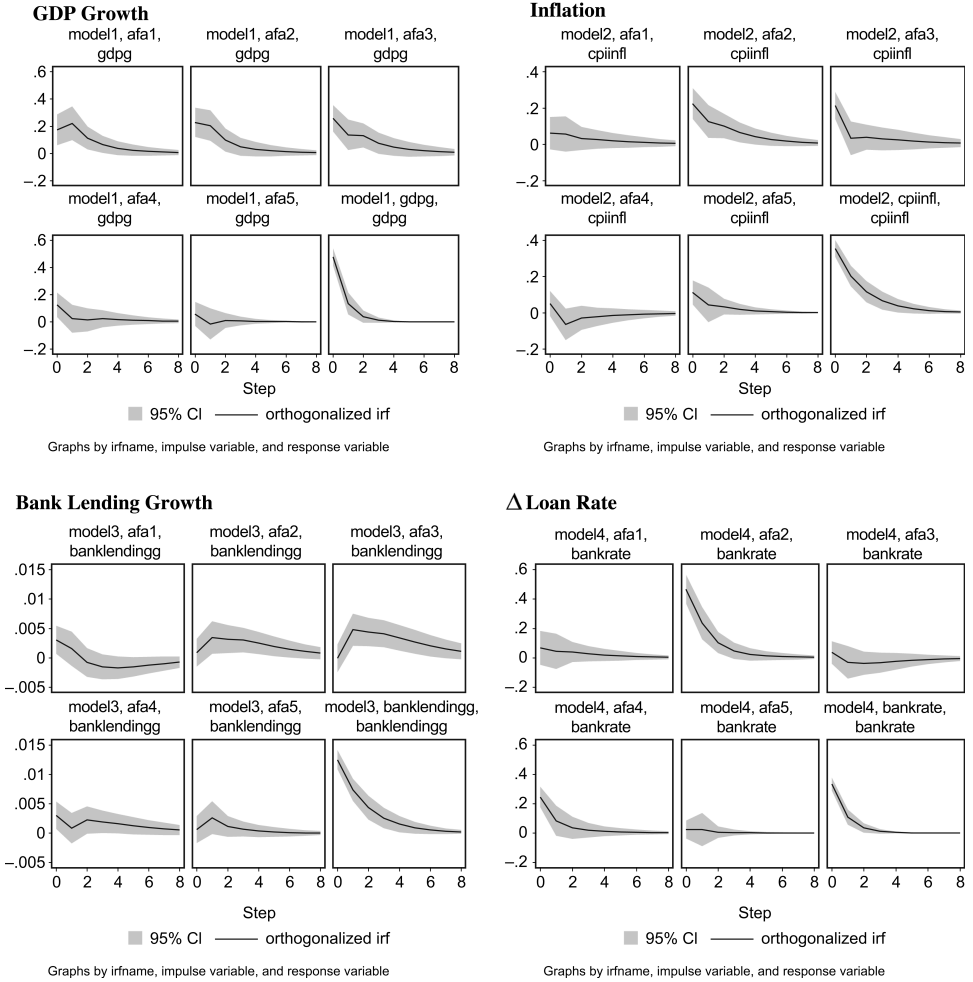 GDP Growth
model1, afa1,
gdpg
model1, afa2,
gdpg
model1, afa3,
gdpg
.6
.4
.2
0
–.2
model1, afa4,
gdpg
model1, afa5,
gdpg
model1, gdpg,
gdpg
.6
.4
.2
0
–.2
0 2 4 6 8 0 2 4 6 8 0 2 4 6 8
Step
95% CI orthogonalized irf
Graphs by irfname, impulse variable, and response variable
Inflation
model2, afa1,
cpiinfl
model2, afa2,
cpiinfl
model2, afa3,
cpiinfl
.4
.2
0
–.2
model2, afa4,
cpiinfl
model2, afa5,
cpiinfl
model2, cpiinfl,
cpiinfl
.4
.2
0
–.2
0 2 4 6 8 0 2 4 6 8 0 2 4 6 8
Step
95% CI orthogonalized irf
Graphs by irfname, impulse variable, and response variable
Bank Lending Growth
model3, afa1,
banklendingg
model3, afa2,
banklendingg
model3, afa3,
banklendingg
.015
.01
.005
0
–.005
model3, afa4,
banklendingg
model3, afa5,
banklendingg
model3, banklendingg,
banklendingg
.015
.01
.005
0
–.005
0 2 4 6 8 0 2 4 6 8 0 2 4 6 8
Step
95% CI orthogonalized irf
Graphs by irfname, impulse variable, and response variable
Δ Loan Rate
model4, afa1,
bankrate
model4, afa2,
bankrate
model4, afa3,
bankrate
.6
.4
.2
0
–.2
model4, afa4,
bankrate
model4, afa5,
bankrate
model4, bankrate,
bankrate
.6
.4
.2
0
–.2
0 2 4 6 8 0 2 4 6 8 0 2 4 6 8
Step
95% CI orthogonalized irf
Graphs by irfname, impulse variable, and response variable